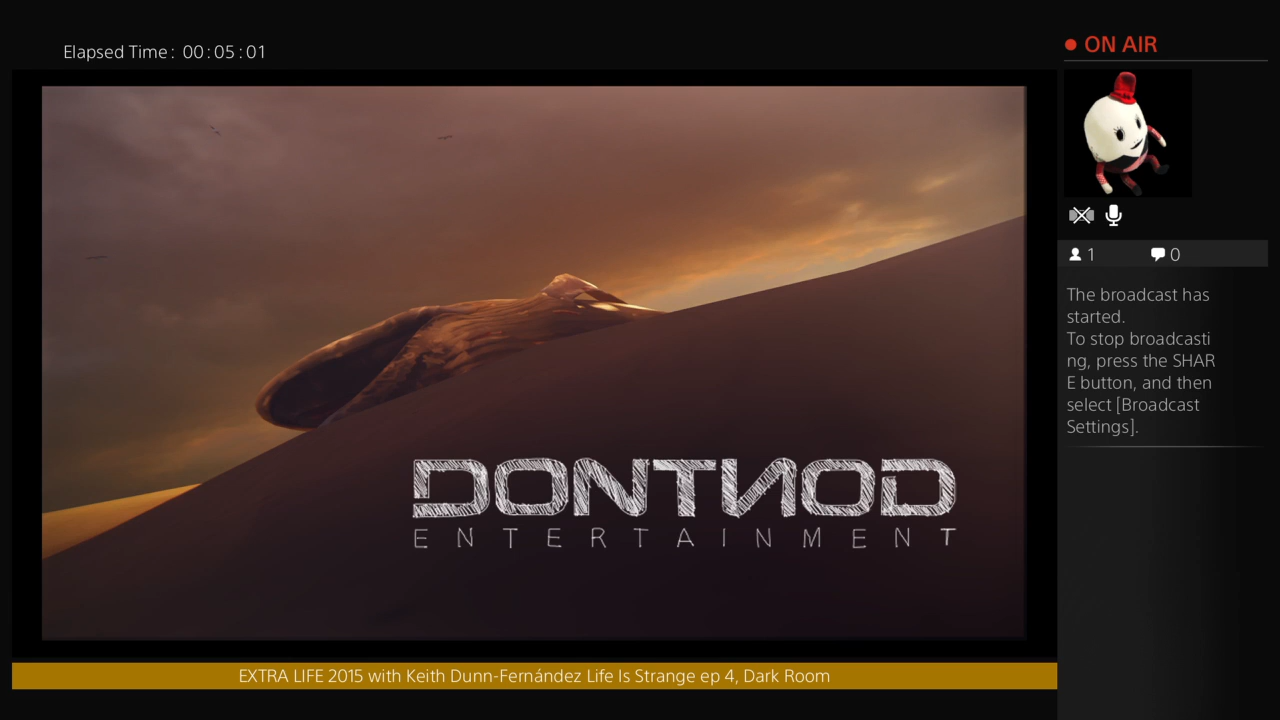 Elapsed Time: 00:05:01
ON AIR
1 0
The broadcast has
started.
To stop broadcasti
ng, press the SHAR
E button, and then
select [Broadcast
Settings].
DONTNOD
ENTERTAINMENT
EXTRA LIFE 2015 with Keith Dunn-Fernández Life Is Strange ep 4, Dark Room